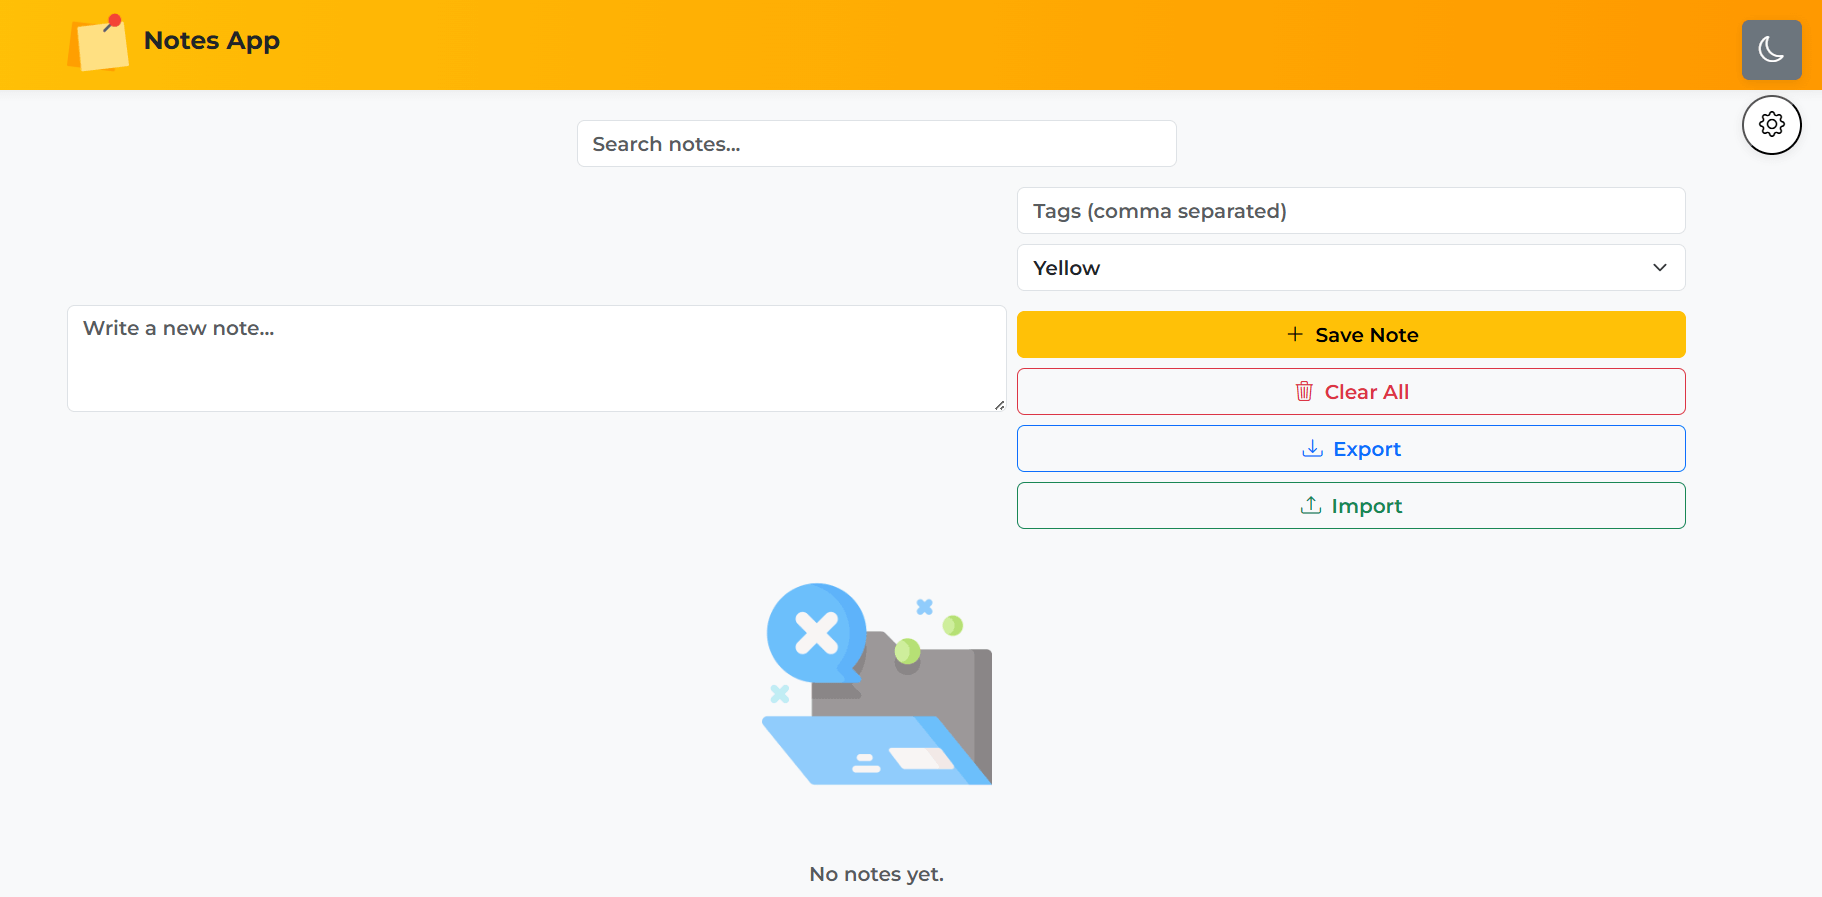 Notes App
Search notes...
Tags (comma separated)
Yellow
Write a new note...
Save Note
Clear All
Export
Import
No notes yet.